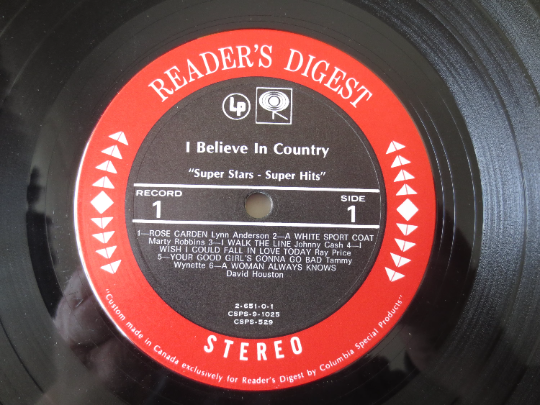 READER'S DIGEST
Lp
I Believe In Country
"Super Stars - Super Hits"
RECORD
1
SIDE
1
1—ROSE GARDEN Lynn Anderson 2—A WHITE SPORT COAT
Marty Robbins 3—I WALK THE LINE Johnny Cash 4—I
WISH I COULD FALL IN LOVE TODAY Ray Price
5—YOUR GOOD GIRL'S GONNA GO BAD Tammy
Wynette 6—A WOMAN ALWAYS KNOWS
David Houston
2-651-0-1
CSPS-9-1025
CSPS-529
STEREO
"Custom made in Canada exclusively for Reader's Digest by Columbia Special Products"